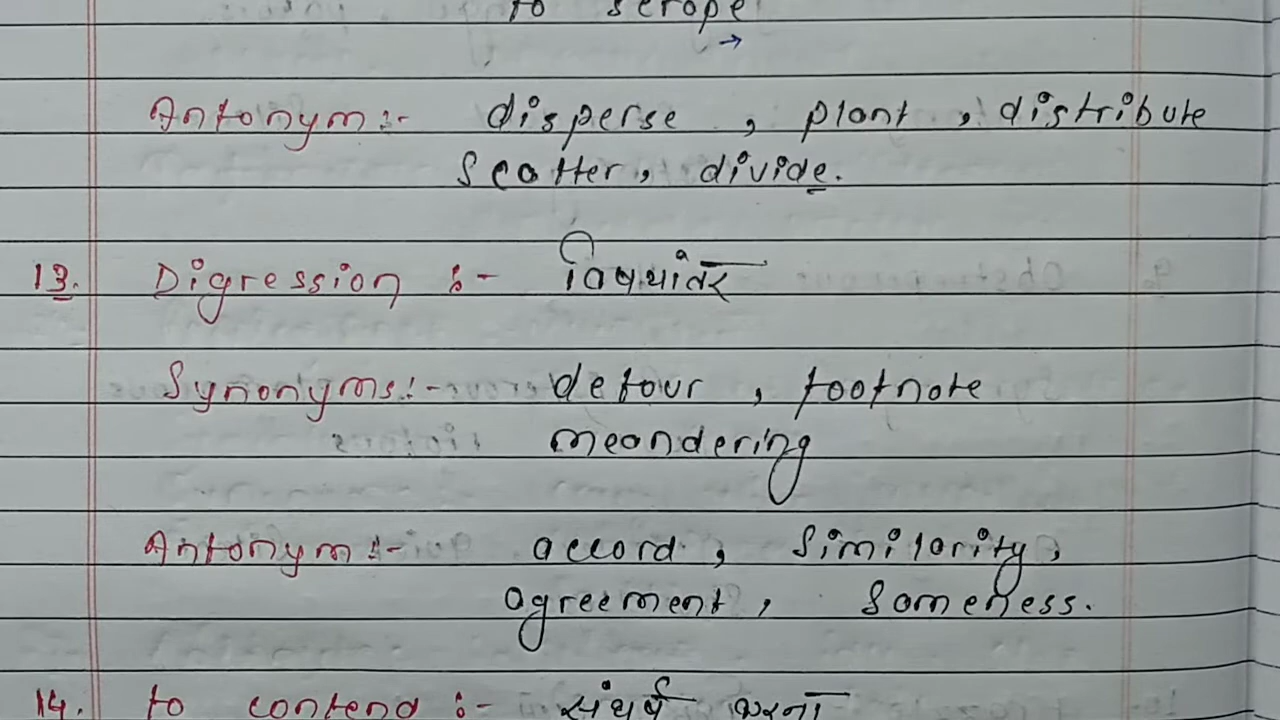 to scrape
Antonym:- disperse , plant , distribute
scatter, divide.
13. Digression :- विषयांतर
Synonyms:- detour , footnote
meandering
Antonym:- accord , similarity,
agreement, sameness.
14. to contend :- संघर्ष करना